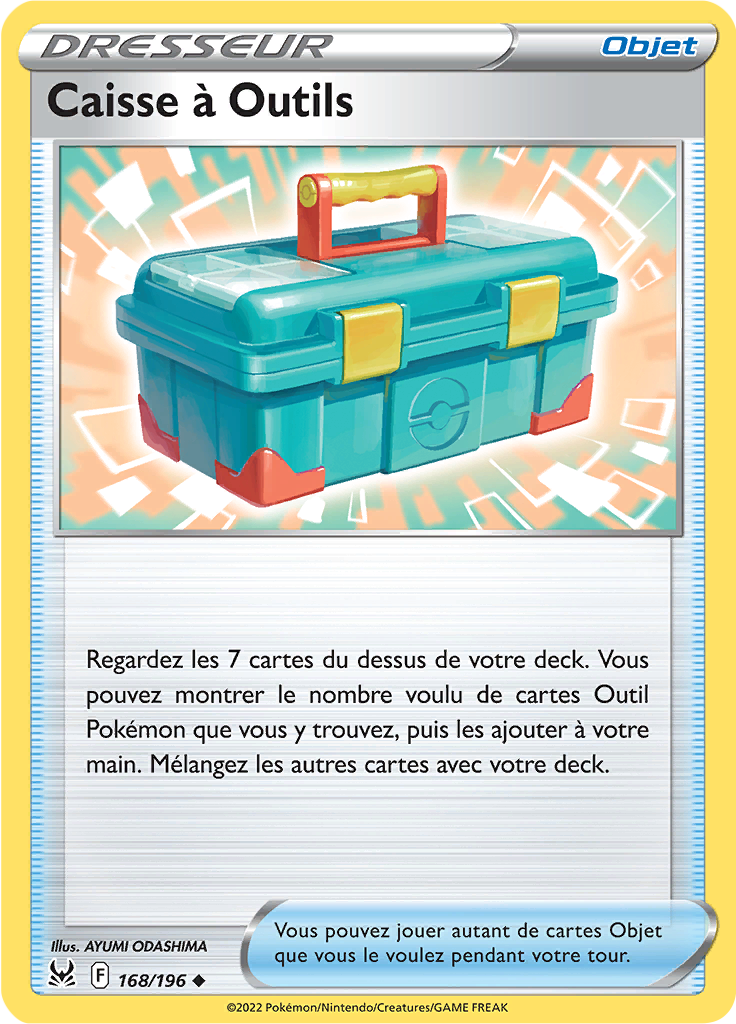 DRESSEUR
Objet
Caisse à Outils
Regardez les 7 cartes du dessus de votre deck. Vous
pouvez montrer le nombre voulu de cartes Outil
Pokémon que vous y trouvez, puis les ajouter à votre
main. Mélangez les autres cartes avec votre deck.
Illus. AYUMI ODASHIMA
Vous pouvez jouer autant de cartes Objet
que vous le voulez pendant votre tour.
F 168/196
©2022 Pokémon/Nintendo/Creatures/GAME FREAK